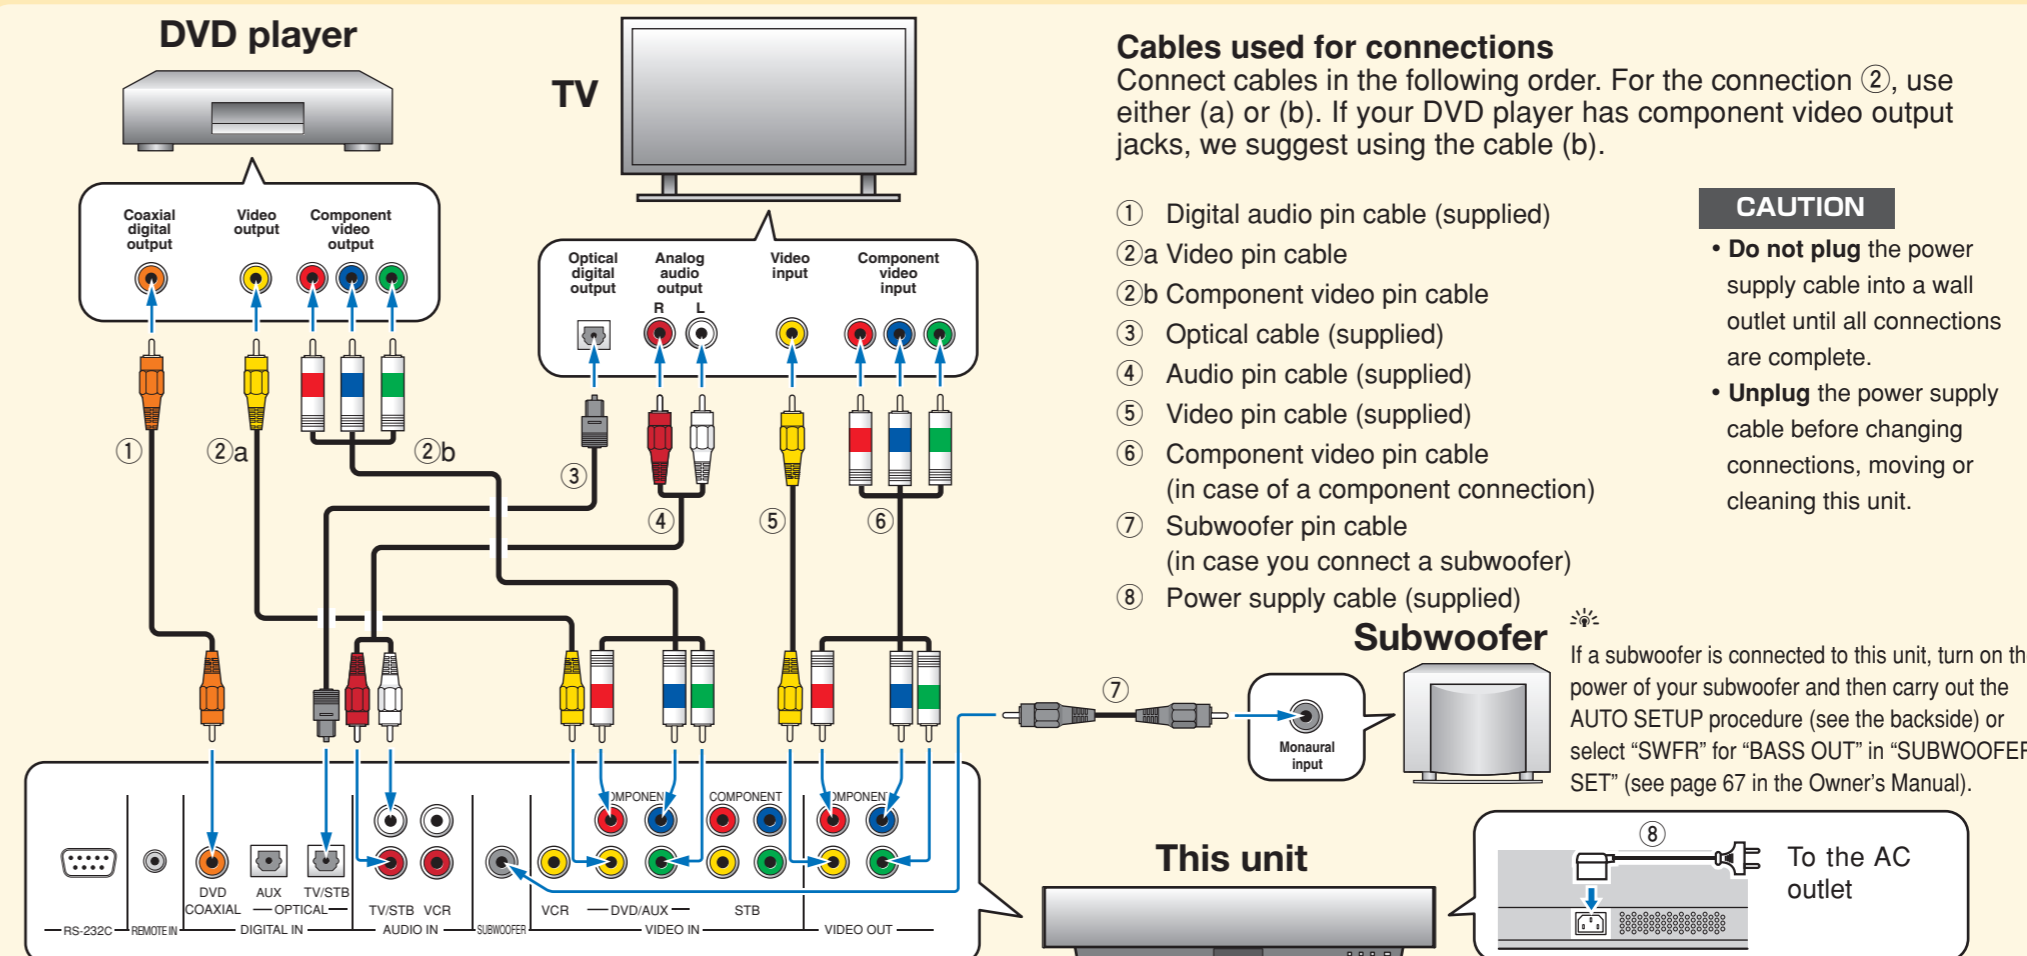 DVD player
TV
Cables used for connections
Connect cables in the following order. For the connection ②, use
either (a) or (b). If your DVD player has component video output
jacks, we suggest using the cable (b).
① Digital audio pin cable (supplied)
②a Video pin cable
②b Component video pin cable
③ Optical cable (supplied)
④ Audio pin cable (supplied)
⑤ Video pin cable (supplied)
⑥ Component video pin cable
(in case of a component connection)
⑦ Subwoofer pin cable
(in case you connect a subwoofer)
⑧ Power supply cable (supplied)
CAUTION
• Do not plug the power
supply cable into a wall
outlet until all connections
are complete.
• Unplug the power supply
cable before changing
connections, moving or
cleaning this unit.
Coaxial
digital
output
Video
output
Component
video
output
Optical
digital
output
Analog
audio
output
R L
Video
input
Component
video
input
①
②a
②b
③
④
⑤
⑥
Subwoofer
⑦
Monaural
input
If a subwoofer is connected to this unit, turn on th
power of your subwoofer and then carry out the
AUTO SETUP procedure (see the backside) or
select “SWFR” for “BASS OUT” in “SUBWOOFER
SET” (see page 67 in the Owner’s Manual).
OMPONEN
COMPONENT
OMPONEN
DVD
COAXIAL
AUX
TV/STB
OPTICAL
TV/STB VCR
VCR
DVD/AUX
STB
RS-232C
REMOTE IN
DIGITAL IN
AUDIO IN
SUBWOOFER
VIDEO IN
VIDEO OUT
This unit
⑧
To the AC
outlet